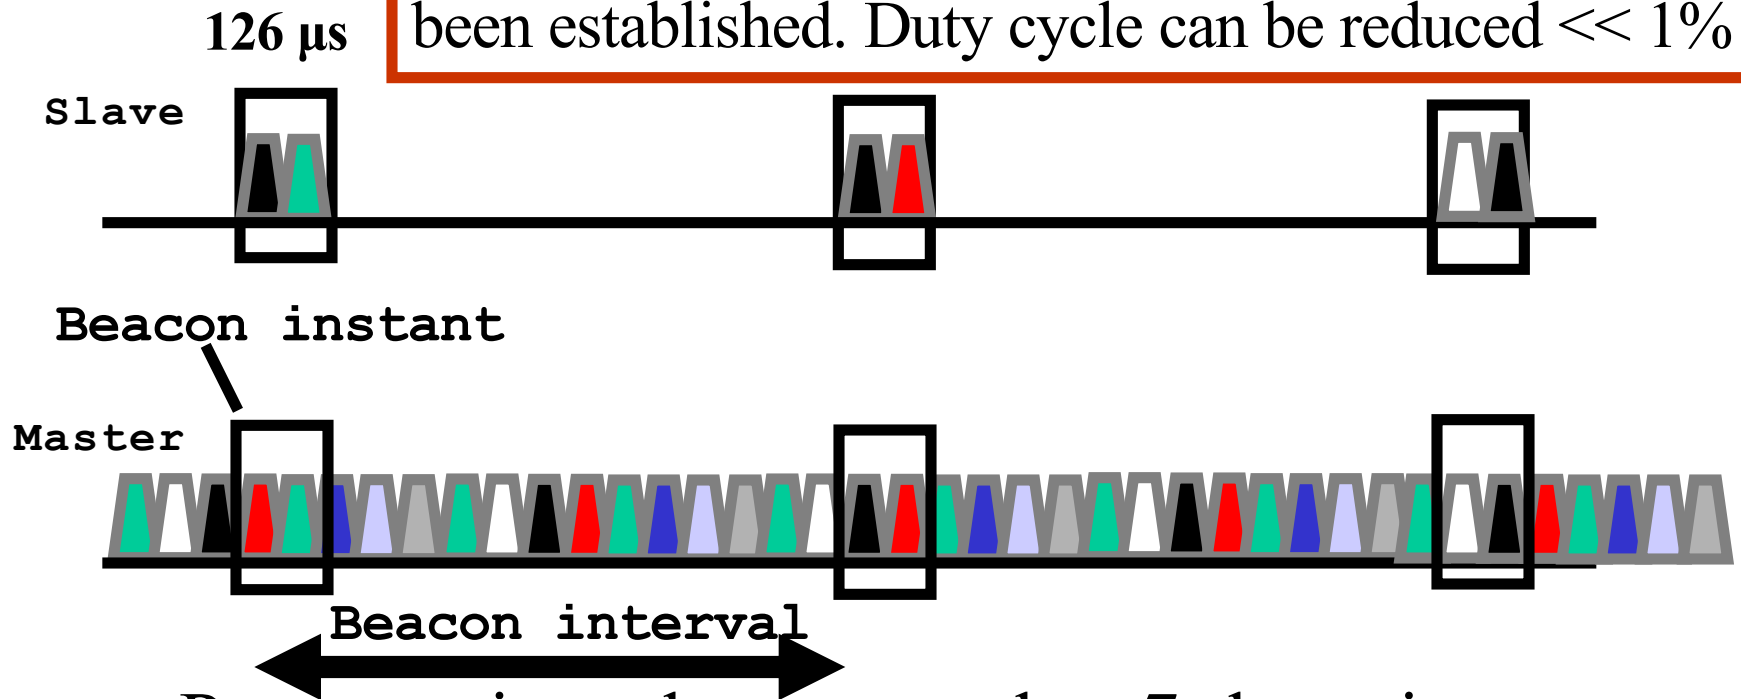 126 μs
been established. Duty cycle can be reduced << 1%
Slave
Beacon instant
Master
Beacon interval